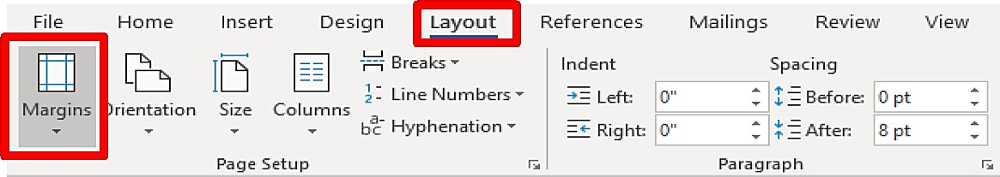 File Home Insert Design Layout References Mailings Review View
Margins Orientation Size Columns
Breaks
Line Numbers
Hyphenation
Page Setup
Indent
Left: 0"
Right: 0"
Spacing
Before: 0 pt
After: 8 pt
Paragraph